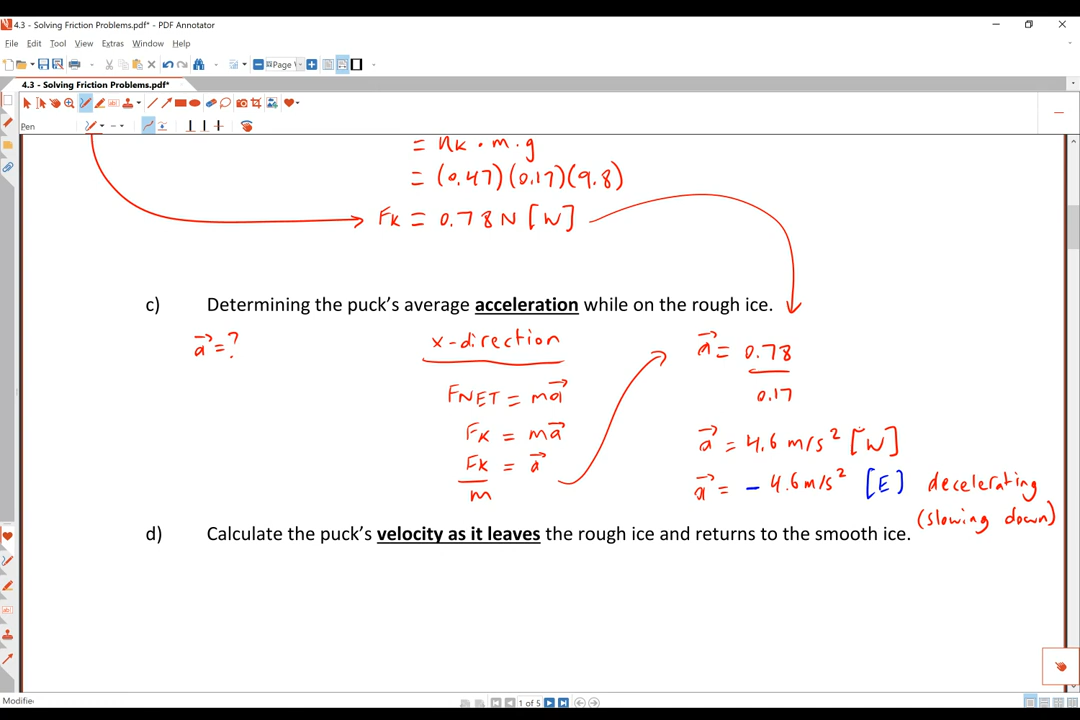 4.3 - Solving Friction Problems.pdf* - PDF Annotator
File Edit Tool View Extras Window Help
Page
4.3 - Solving Friction Problems.pdf*
Pen
= μk · m · g
= (0.47)(0.17)(9.8)
Fk = 0.78 N [W]
c) Determining the puck's average acceleration while on the rough ice.
a⃗ = ?
x-direction
FNET = ma⃗
Fk = ma⃗
Fk = a⃗
m
a⃗ = 0.78
0.17
a⃗ = 4.6 m/s² [W]
a⃗ = - 4.6 m/s² [E] decelerating
(slowing down)
d) Calculate the puck's velocity as it leaves the rough ice and returns to the smooth ice.
1 of 5